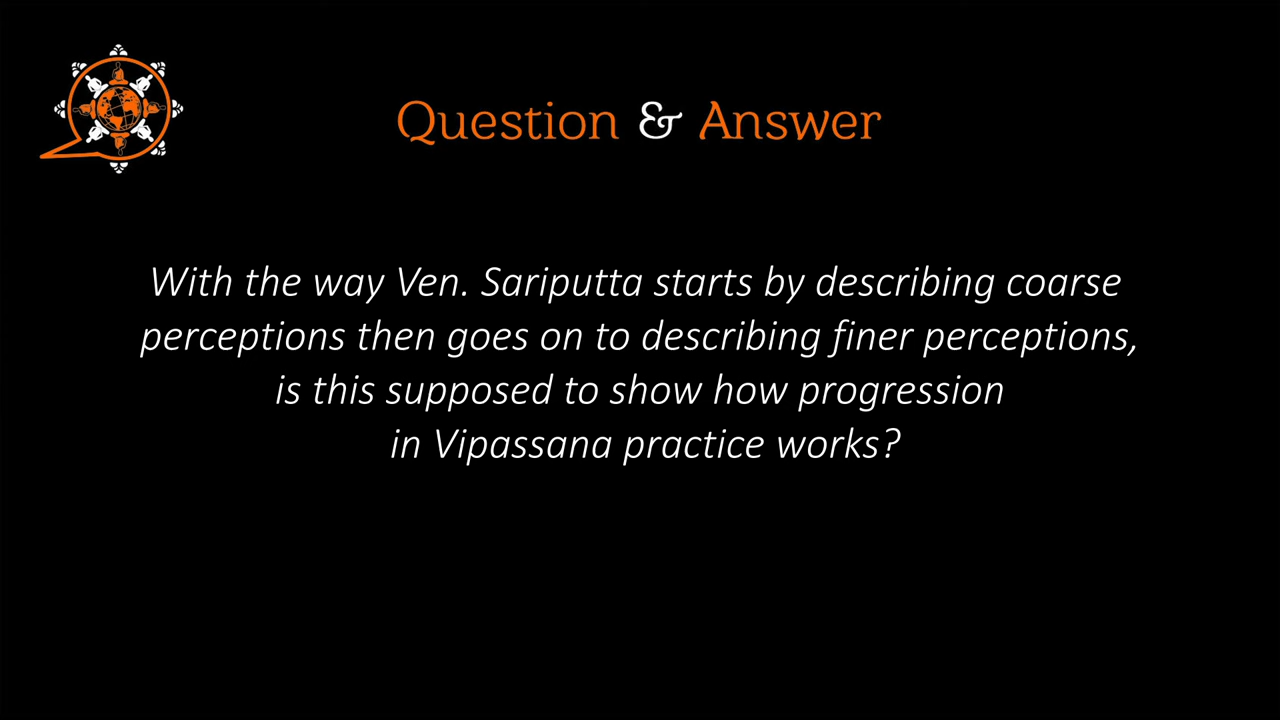 Question & Answer
With the way Ven. Sariputta starts by describing coarse
perceptions then goes on to describing finer perceptions,
is this supposed to show how progression
in Vipassana practice works?